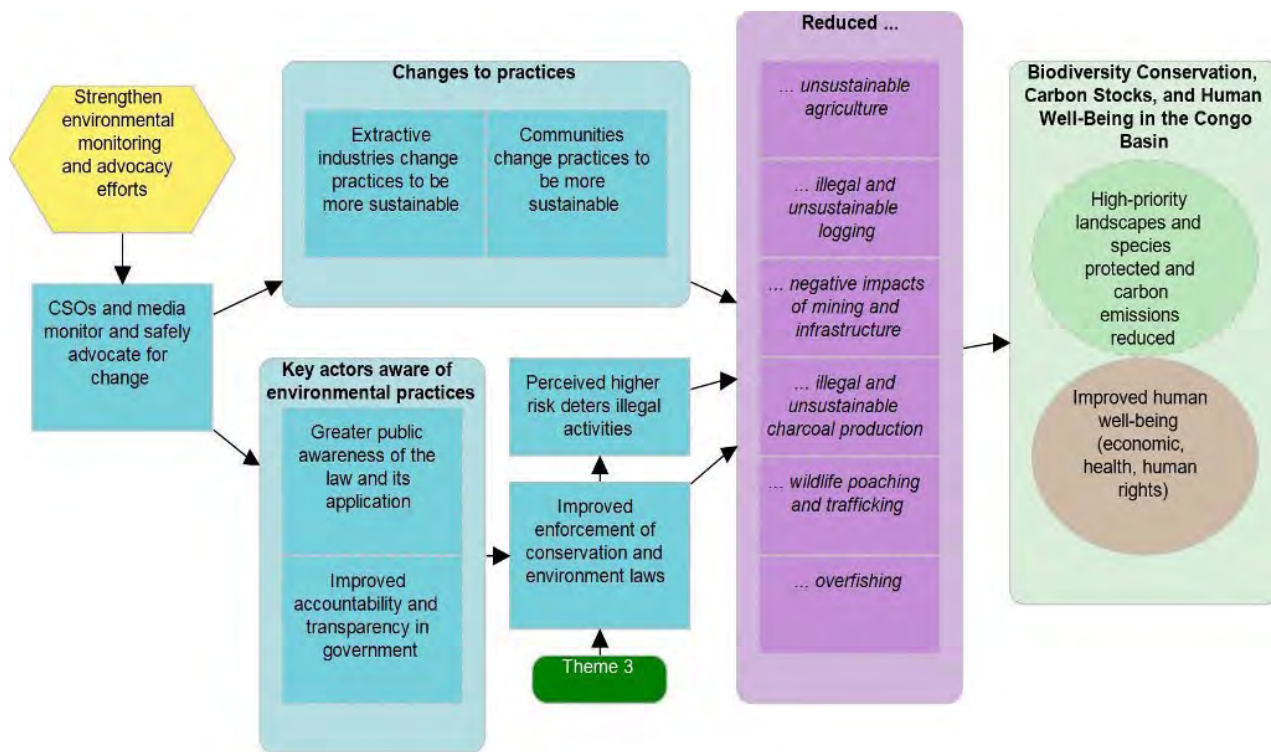 Strengthen
environmental
monitoring
and advocacy
efforts
CSOs and media
monitor and safely
advocate for
change
Changes to practices
Extractive
industries change
practices to be
more sustainable
Communities
change practices to
be more
sustainable
Key actors aware of
environmental practices
Greater public
awareness of the
law and its
application
Improved
accountability and
transparency in
government
Perceived higher
risk deters illegal
activities
Improved
enforcement of
conservation and
environment laws
Theme 3
Reduced ...
... unsustainable
agriculture
... illegal and
unsustainable
logging
... negative impacts
of mining and
infrastructure
... illegal and
unsustainable
charcoal production
... wildlife poaching
and trafficking
... overfishing
Biodiversity Conservation,
Carbon Stocks, and Human
Well-Being in the Congo
Basin
High-priority
landscapes and
species
protected and
carbon
emissions
reduced
Improved human
well-being
(economic,
health, human
rights)